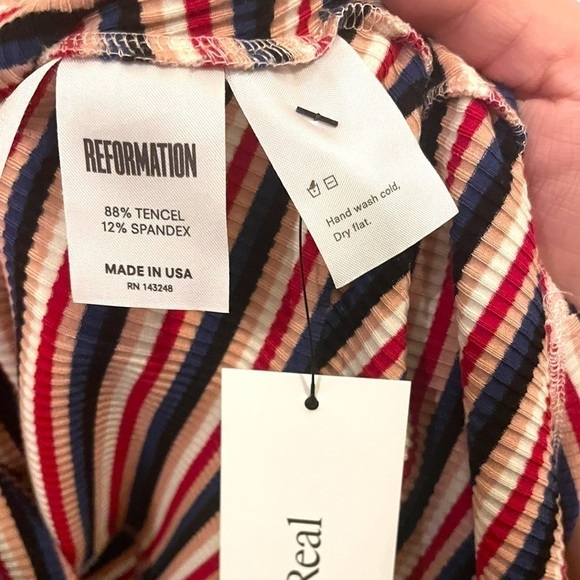 REFORMATION
88% TENCEL
12% SPANDEX
MADE IN USA
RN 143248
Hand wash cold,
Dry flat.
Real